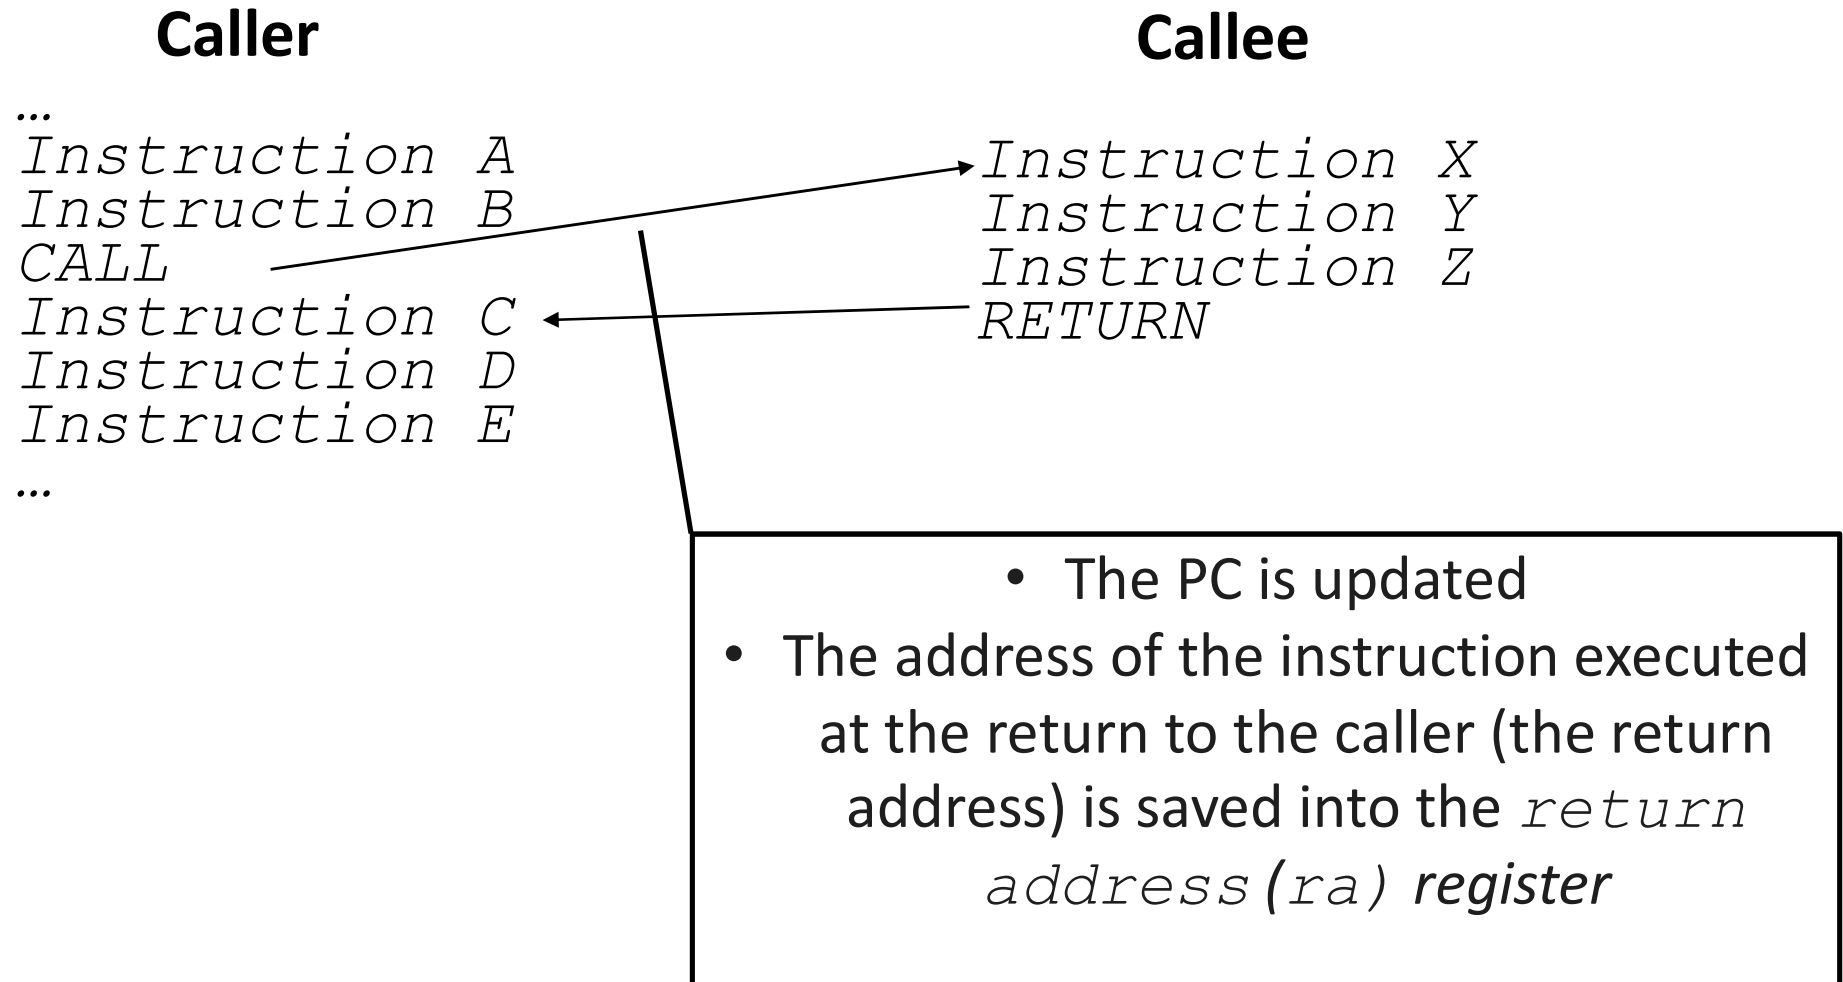 Caller
…
Instruction A
Instruction B
CALL
Instruction C
Instruction D
Instruction E
…
Callee
Instruction X
Instruction Y
Instruction Z
RETURN
• The PC is updated
• The address of the instruction executed
at the return to the caller (the return
address) is saved into the return
address(ra) register